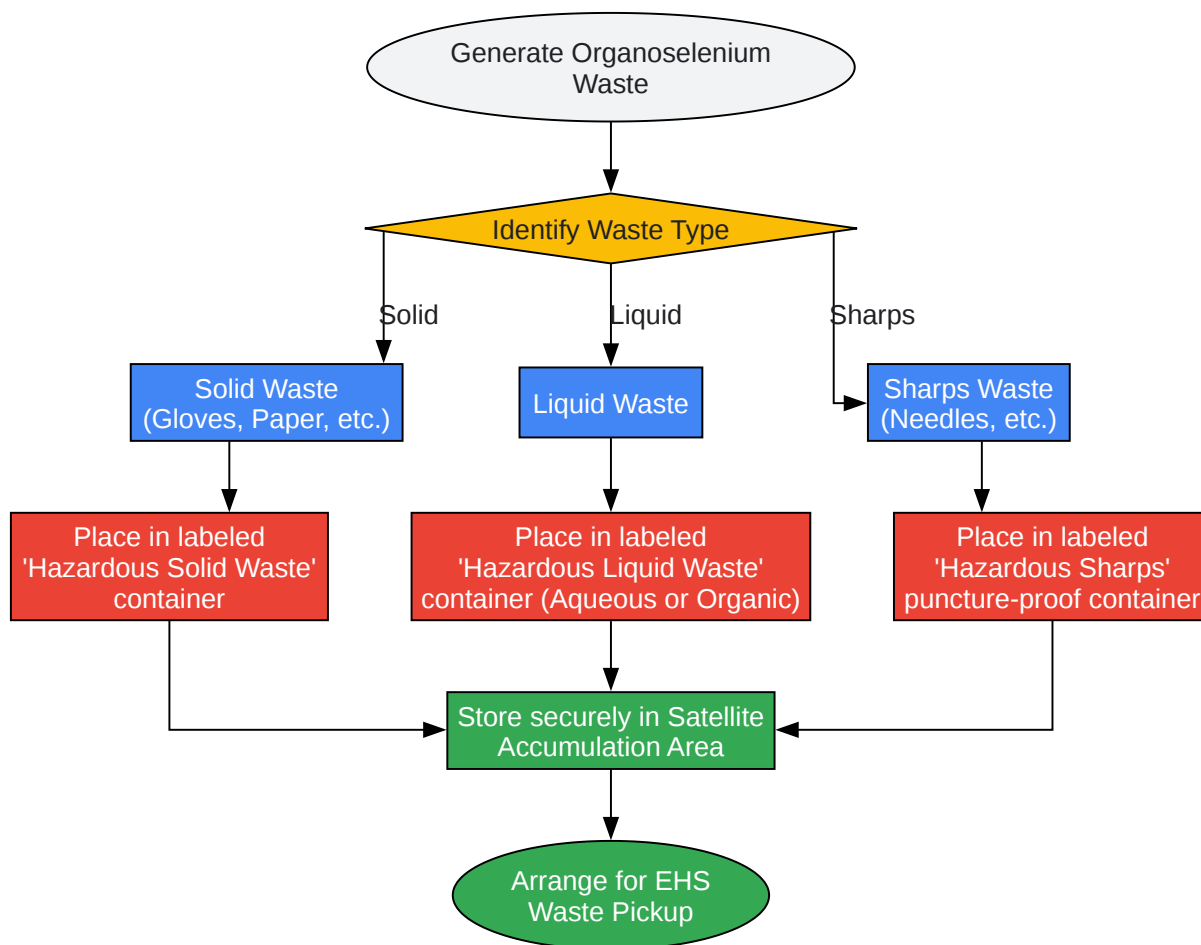 Generate Organoselenium
Waste
Identify Waste Type
Solid
Liquid
Sharps
Solid Waste
(Gloves, Paper, etc.)
Liquid Waste
Sharps Waste
(Needles, etc.)
Place in labeled
'Hazardous Solid Waste'
container
Place in labeled
'Hazardous Liquid Waste'
container (Aqueous or Organic)
Place in labeled
'Hazardous Sharps'
puncture-proof container
Store securely in Satellite
Accumulation Area
Arrange for EHS
Waste Pickup